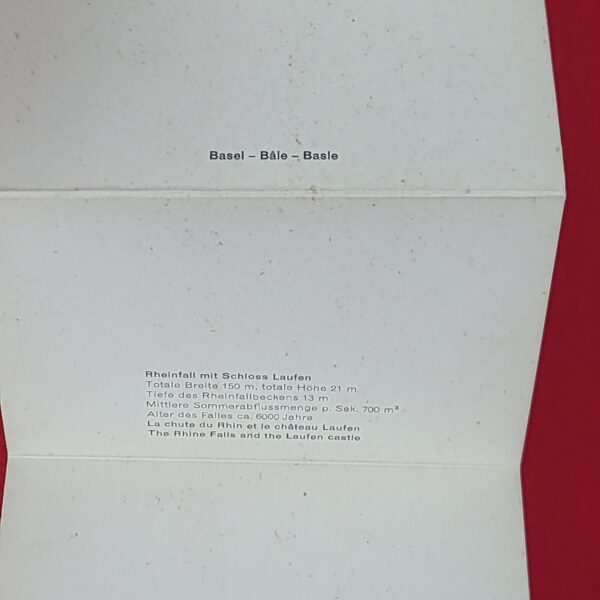 Basel – Bâle – Basle
Rheinfall mit Schloss Laufen
Totale Breite 150 m, totale Höhe 21 m
Tiefe des Rheinfallbeckens 13 m
Mittlere Sommerabflussmenge p. Sek. 700 m³
Alter des Falles ca. 6000 Jahre
La chute du Rhin et le château Laufen
The Rhine Falls and the Laufen castle